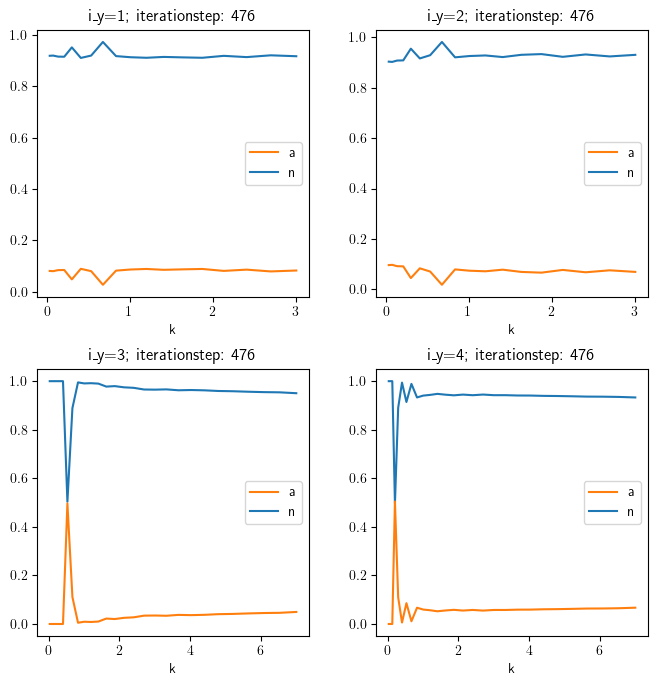 i_y=1; iterationstep: 476
1.0
0.8
0.6
0.4
0.2
0.0
a
n
0 1 2 3
k
i_y=2; iterationstep: 476
1.0
0.8
0.6
0.4
0.2
0.0
a
n
0 1 2 3
k
i_y=3; iterationstep: 476
1.0
0.8
0.6
0.4
0.2
0.0
a
n
0 2 4 6
k
i_y=4; iterationstep: 476
1.0
0.8
0.6
0.4
0.2
0.0
a
n
0 2 4 6
k